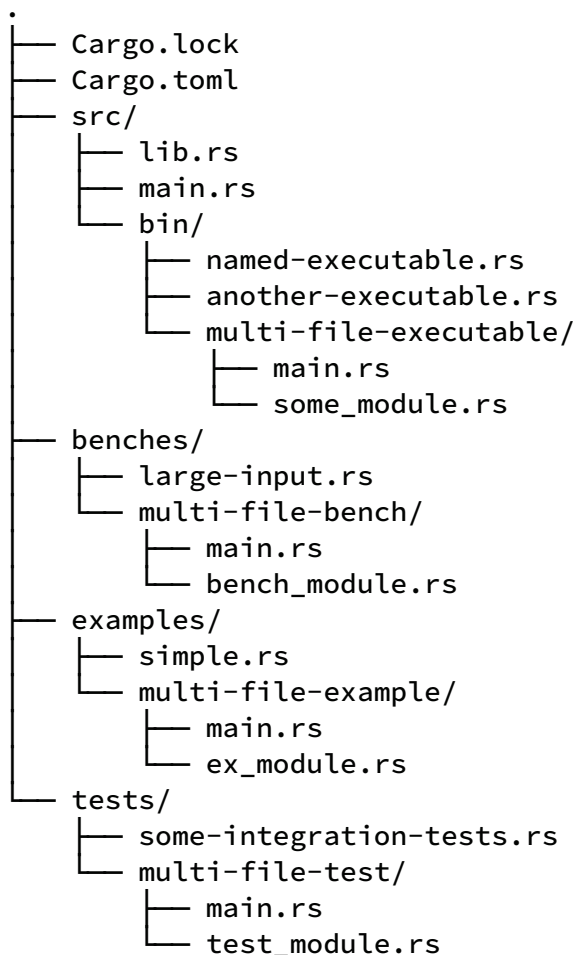 .
├── Cargo.lock
├── Cargo.toml
├── src/
│   ├── lib.rs
│   ├── main.rs
│   └── bin/
│       ├── named-executable.rs
│       ├── another-executable.rs
│       └── multi-file-executable/
│           ├── main.rs
│           └── some_module.rs
├── benches/
│   ├── large-input.rs
│   └── multi-file-bench/
│       ├── main.rs
│       └── bench_module.rs
├── examples/
│   ├── simple.rs
│   └── multi-file-example/
│       ├── main.rs
│       └── ex_module.rs
└── tests/
    ├── some-integration-tests.rs
    └── multi-file-test/
        ├── main.rs
        └── test_module.rs